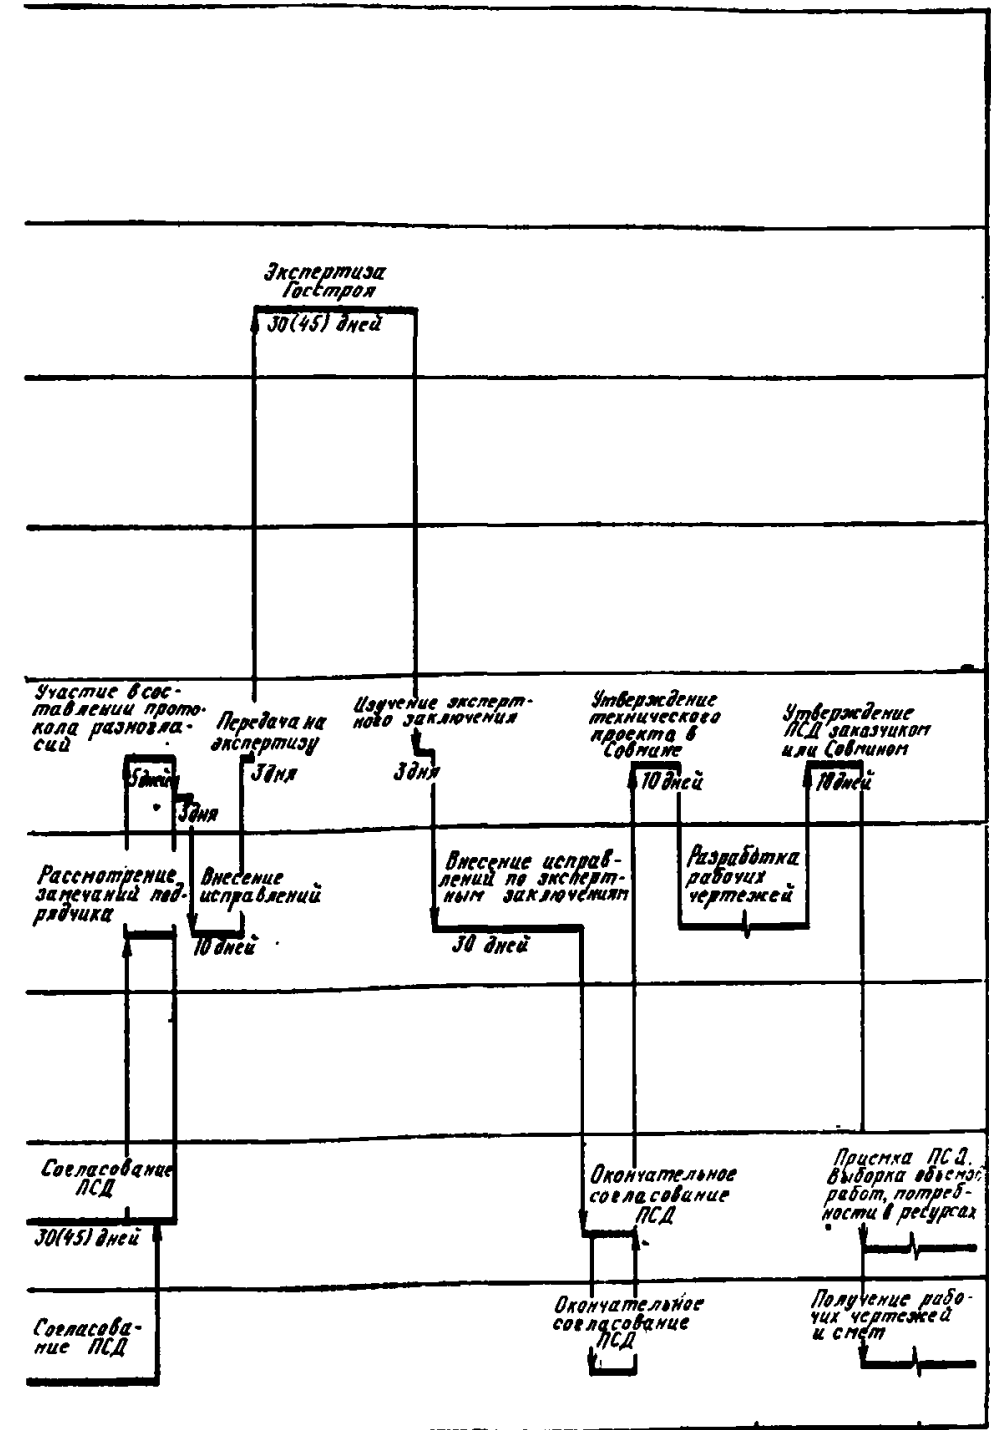 Экспертиза
Госстроя
30(45) дней
Участие в сос-
тавлении прото-
кола разногла-
сий
5 дней
3 дня
Передача на
экспертизу
3 дня
Изучение эксперт-
ного заключения
3 дня
Утверждение
технического
проекта в
Совмине
10 дней
Утверждение
ПСД заказчиком
или Совмином
10 дней
Рассмотрение
замечаний под-
рядчика
Внесение
исправлений
10 дней
Внесение исправ-
лений по эксперт-
ным заключениям
30 дней
Разработка
рабочих
чертежей
Согласование
ПСД
30(45) дней
Окончательное
согласование
ПСД
Приемка ПСД.
Выборка объемов
работ, потреб-
ности в ресурсах
Согласова-
ние ПСД
Окончательное
согласование
ПСД
Получение рабо-
чих чертежей
и смет